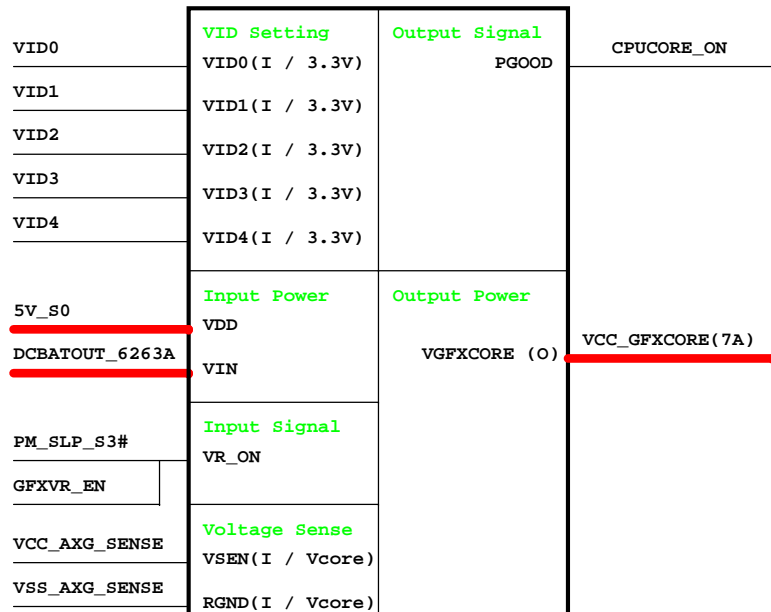 VID0
VID1
VID2
VID3
VID4
5V_S0
DCBATOUT_6263A
PM_SLP_S3#
GFXVR_EN
VCC_AXG_SENSE
VSS_AXG_SENSE
VID Setting
VID0(I / 3.3V)
VID1(I / 3.3V)
VID2(I / 3.3V)
VID3(I / 3.3V)
VID4(I / 3.3V)
Input Power
VDD
VIN
Input Signal
VR_ON
Voltage Sense
VSEN(I / Vcore)
RGND(I / Vcore)
Output Signal
PGOOD
Output Power
VGFXCORE (O)
CPUCORE_ON
VCC_GFXCORE(7A)